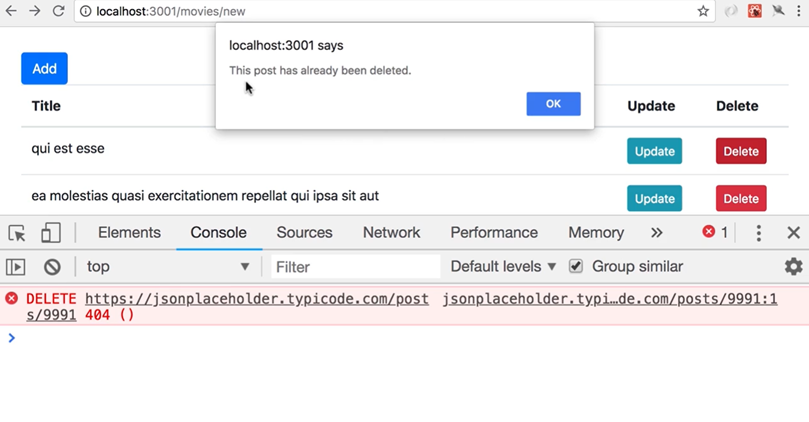 localhost:3001/movies/new
localhost:3001 says
This post has already been deleted.
OK
Add
Title Update Delete
qui est esse Update Delete
ea molestias quasi exercitationem repellat qui ipsa sit aut Update Delete
Elements Console Sources Network Performance Memory » 1
top Filter Default levels Group similar
DELETE https://jsonplaceholder.typicode.com/post jsonplaceholder.typi…de.com/posts/9991:1
s/9991 404 ()